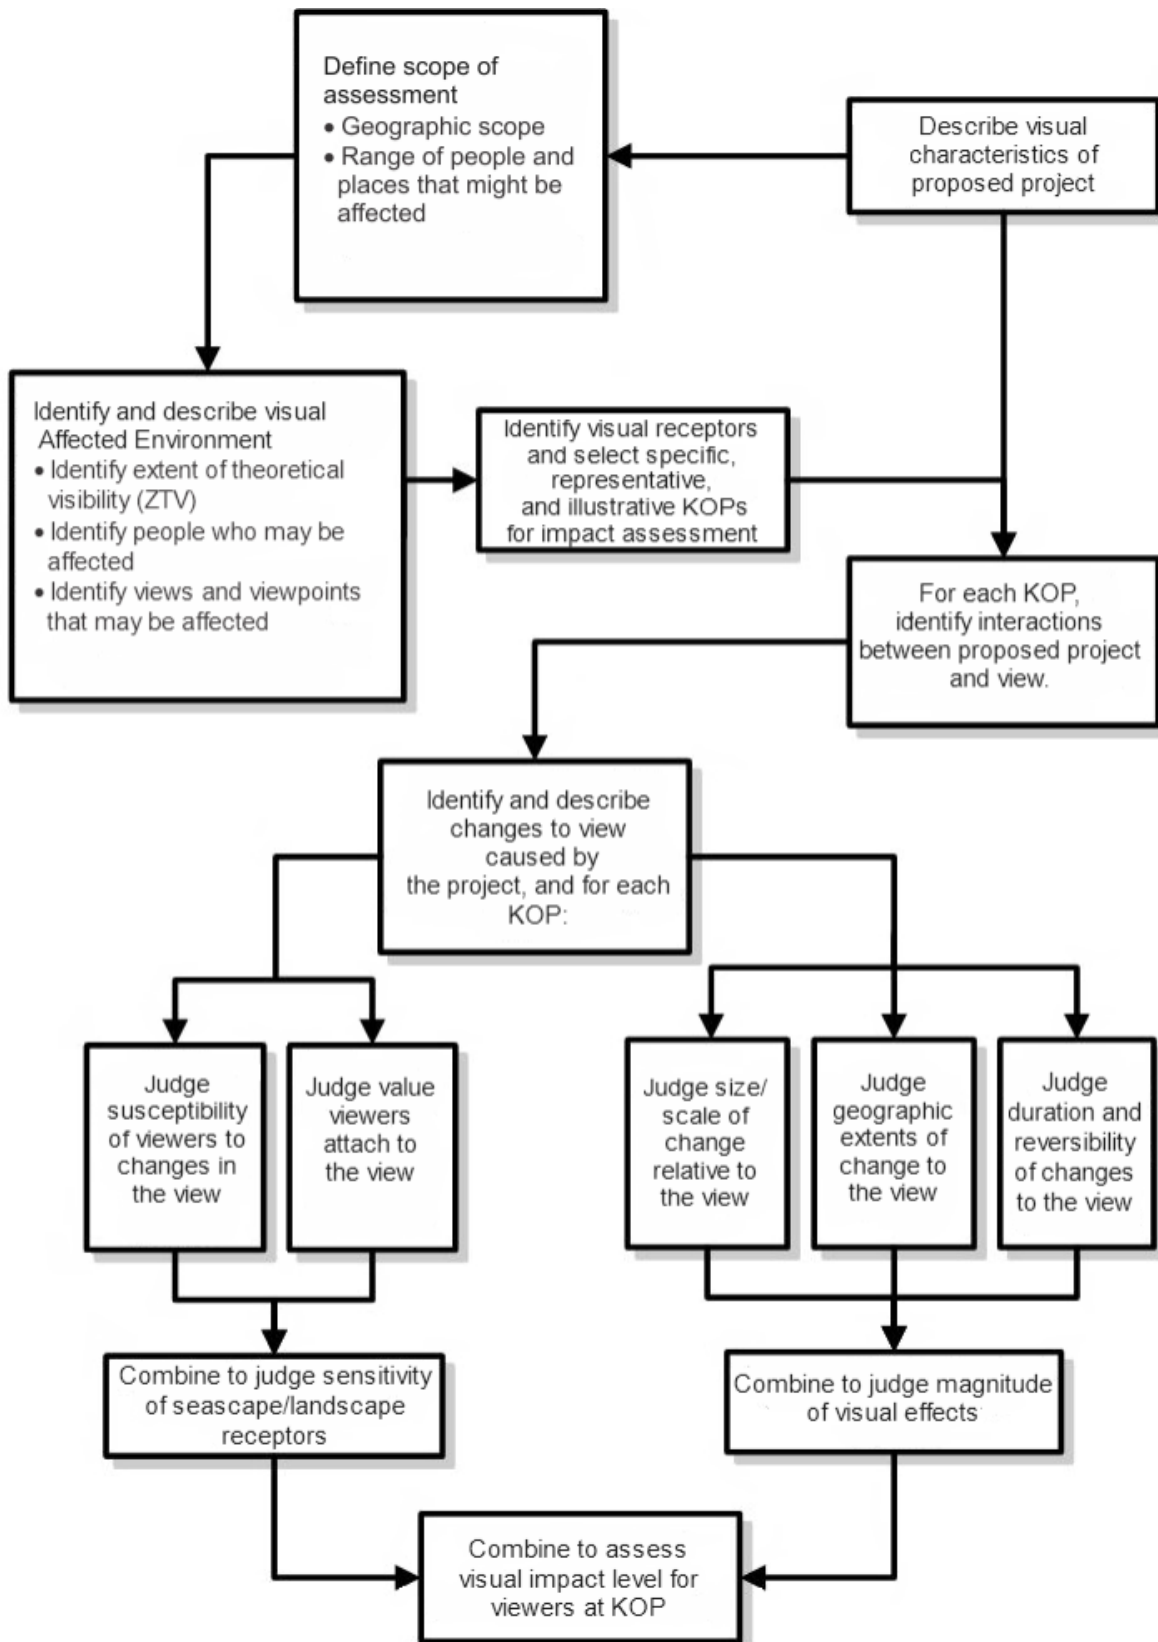 Define scope of
assessment
• Geographic scope
• Range of people and
places that might be
affected
Describe visual
characteristics of
proposed project
Identify and describe visual
Affected Environment
• Identify extent of theoretical
visibility (ZTV)
• Identify people who may be
affected
• Identify views and viewpoints
that may be affected
Identify visual receptors
and select specific,
representative,
and illustrative KOPs
for impact assessment
For each KOP,
identify interactions
between proposed project
and view.
Identify and describe
changes to view
caused by
the project, and for each
KOP:
Judge
susceptibility
of viewers to
changes in
the view
Judge value
viewers
attach to
the view
Judge size/
scale of
change
relative to
the view
Judge
geographic
extents of
change to
the view
Judge
duration and
reversibility
of changes
to the view
Combine to judge sensitivity
of seascape/landscape
receptors
Combine to judge magnitude
of visual effects
Combine to assess
visual impact level for
viewers at KOP